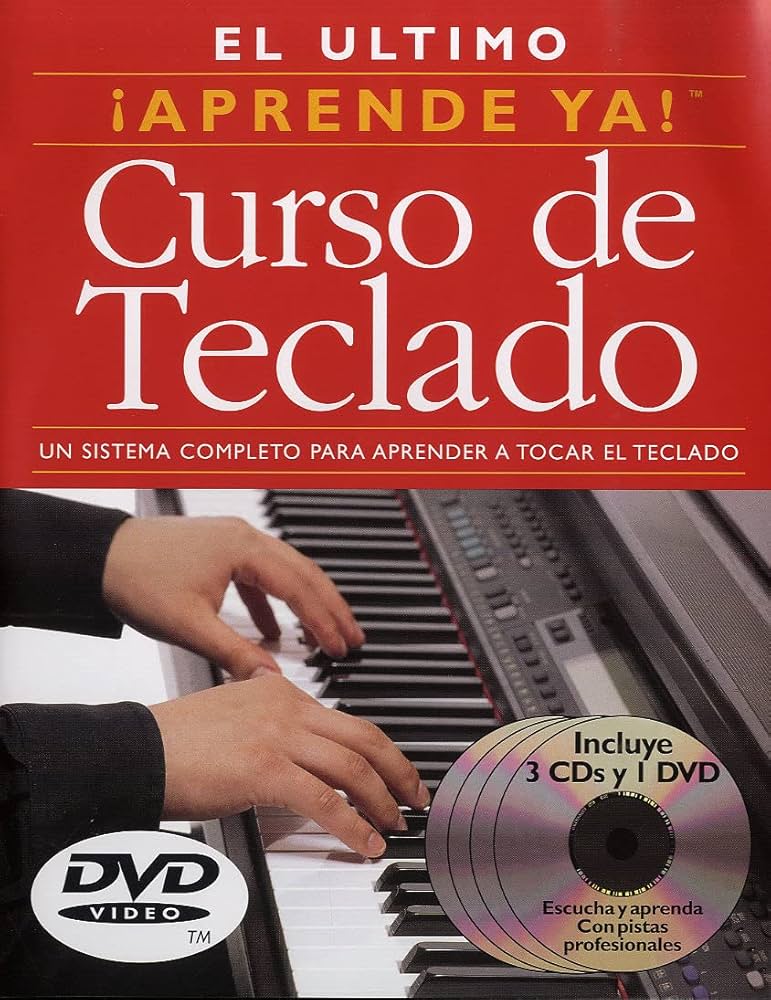 EL ULTIMO
¡APRENDE YA!™
Curso de
Teclado
UN SISTEMA COMPLETO PARA APRENDER A TOCAR EL TECLADO
Incluye
3 CDs y 1 DVD
Escucha y aprenda
Con pistas
profesionales
DVD
VIDEO
TM